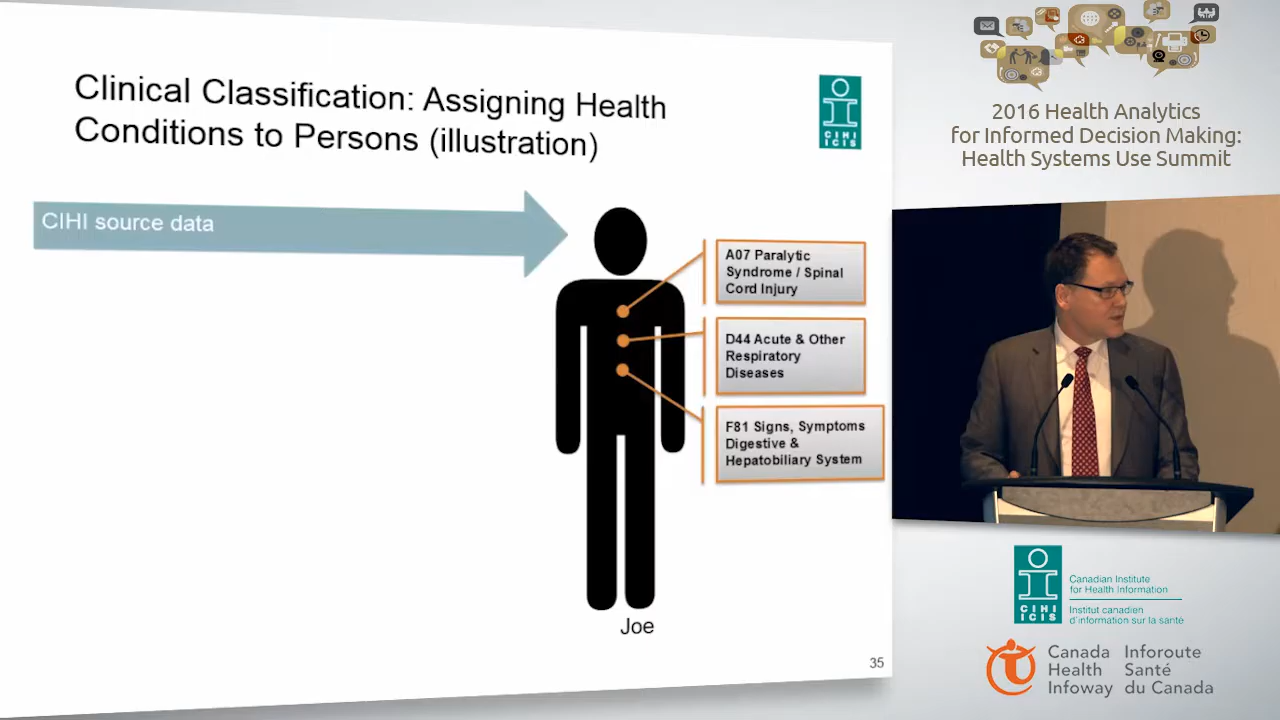 Clinical Classification: Assigning Health
Conditions to Persons (illustration)
CIHI
ICIS
CIHI source data
A07 Paralytic
Syndrome / Spinal
Cord Injury
D44 Acute & Other
Respiratory
Diseases
F81 Signs, Symptoms
Digestive &
Hepatobiliary System
Joe
35
2016 Health Analytics
for Informed Decision Making:
Health Systems Use Summit
CIHI
ICIS
Canadian Institute
for Health Information
Institut canadien
d'information sur la santé
Canada
Health
Infoway
Inforoute
Santé
du Canada